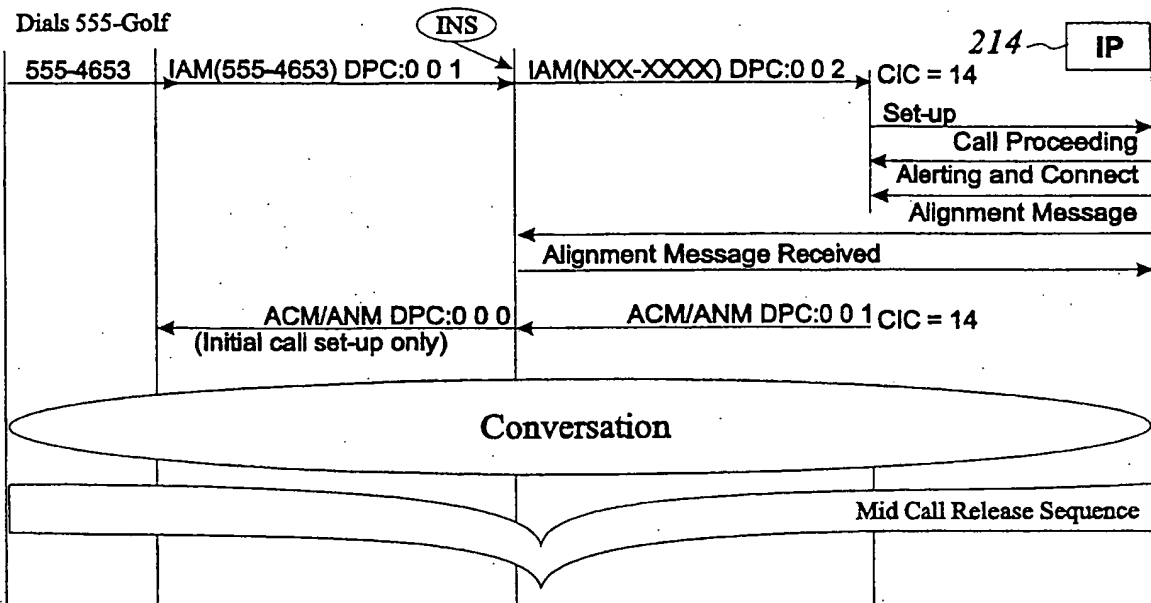 Dials 555-Golf
INS
214
IP
555-4653
IAM(555-4653) DPC:0 0 1
IAM(NXX-XXXX) DPC:0 0 2
CIC = 14
Set-up
Call Proceeding
Alerting and Connect
Alignment Message
Alignment Message Received
ACM/ANM DPC:0 0 0
ACM/ANM DPC:0 0 1
CIC = 14
(Initial call set-up only)
Conversation
Mid Call Release Sequence